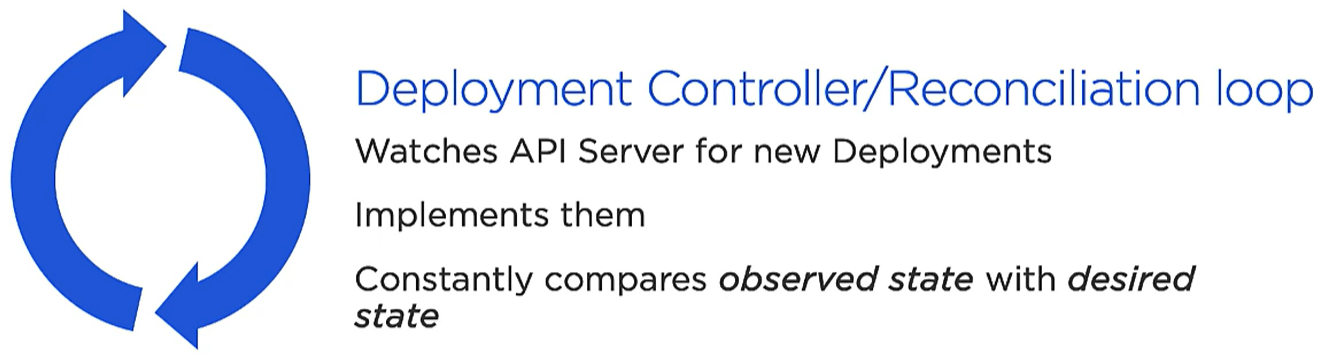 Deployment Controller/Reconciliation loop
Watches API Server for new Deployments
Implements them
Constantly compares observed state with desired
state